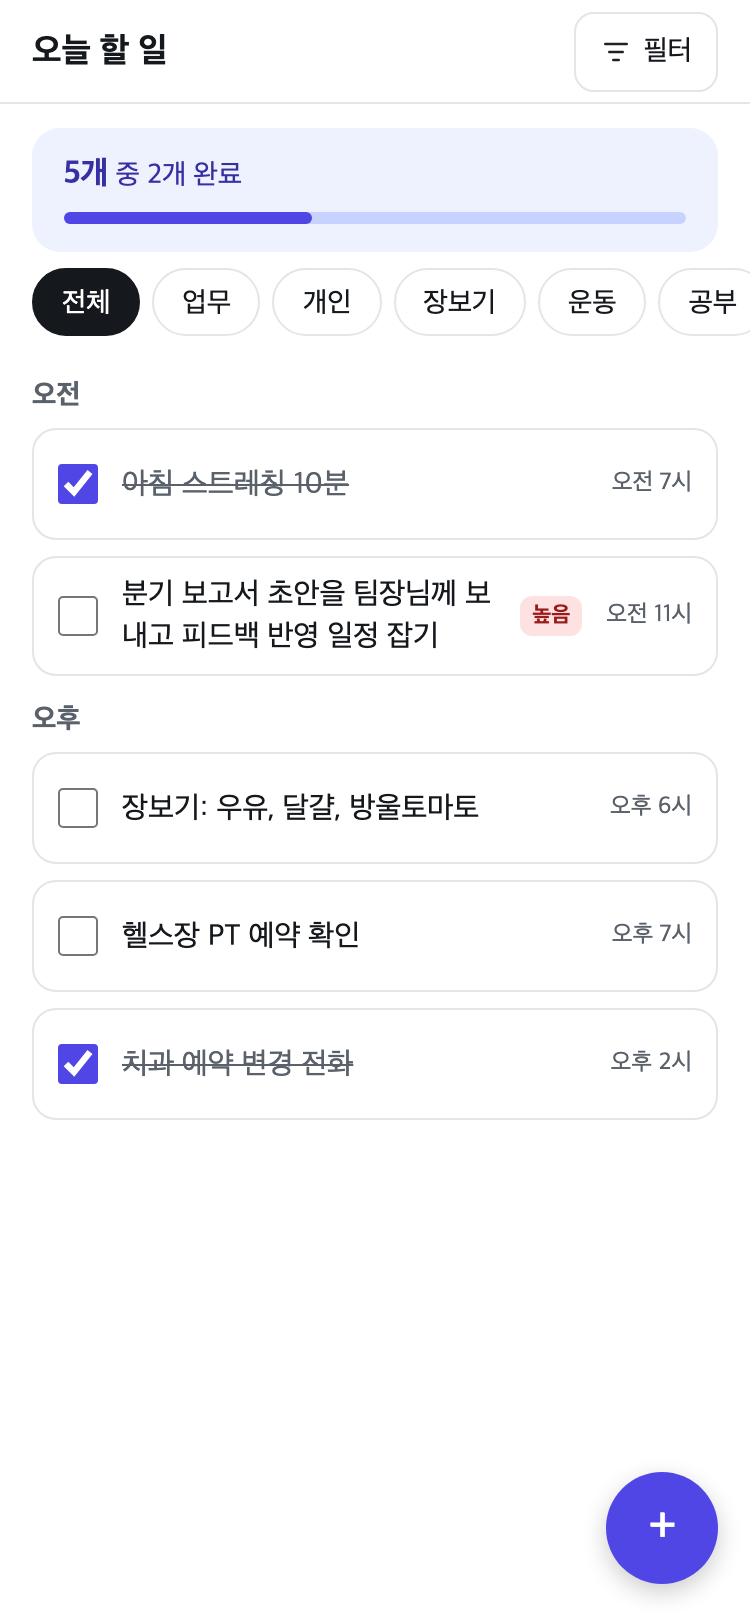 오늘 할 일
필터
5개 중 2개 완료
전체 업무 개인 장보기 운동 공부
오전
아침 스트레칭 10분
오전 7시
분기 보고서 초안을 팀장님께 보
내고 피드백 반영 일정 잡기
높음
오전 11시
오후
장보기: 우유, 달걀, 방울토마토
오후 6시
헬스장 PT 예약 확인
오후 7시
치과 예약 변경 전화
오후 2시
+